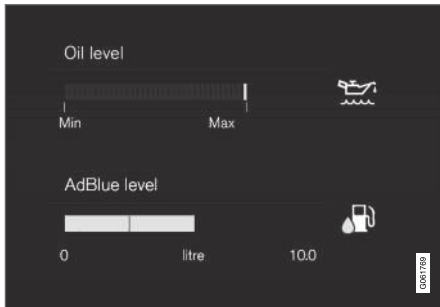 Oil level
Min Max
AdBlue level
0 litre 10.0
G061769